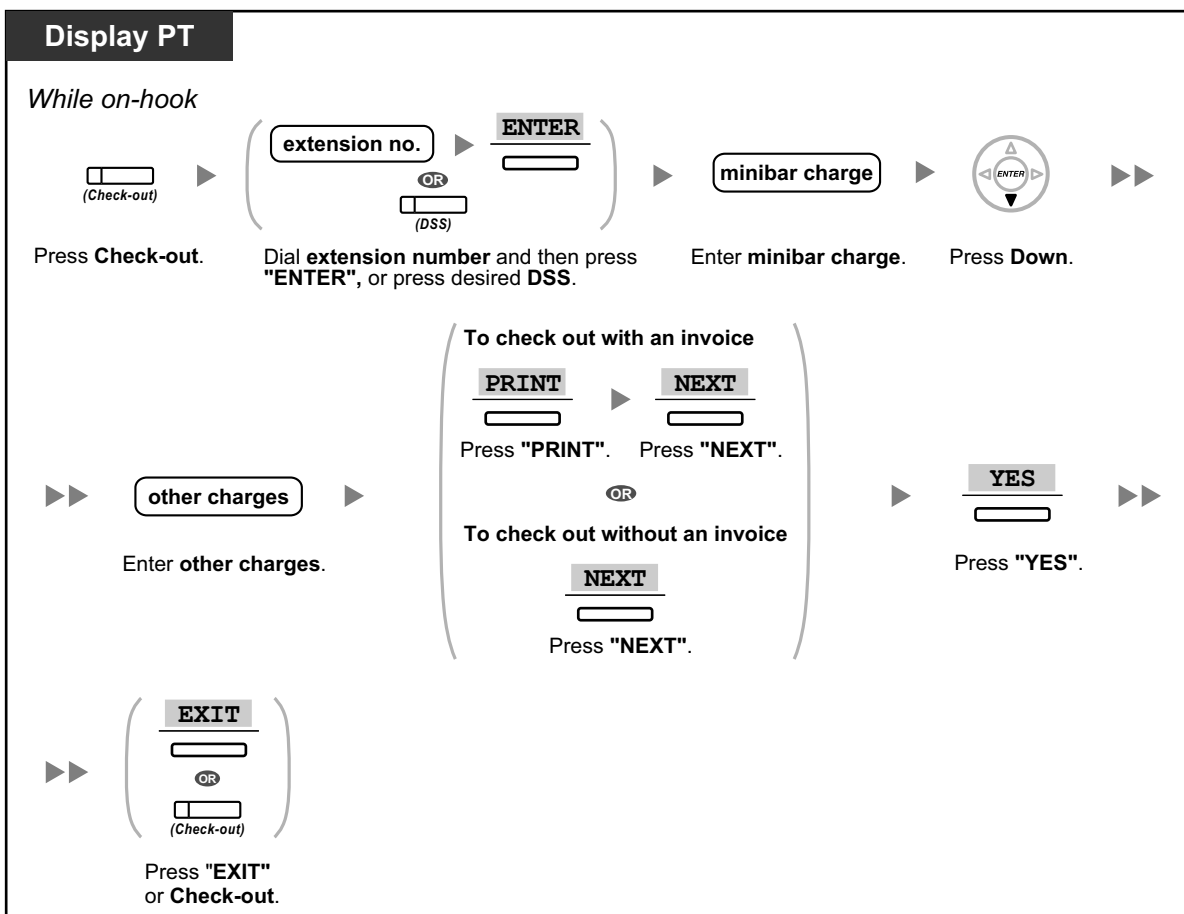 Display PT
While on-hook
(Check-out)
extension no.
ENTER
OR
(DSS)
minibar charge
ENTER
Press Check-out.
Dial extension number and then press
"ENTER", or press desired DSS.
Enter minibar charge.
Press Down.
other charges
Enter other charges.
To check out with an invoice
PRINT
NEXT
Press "PRINT".
Press "NEXT".
OR
To check out without an invoice
NEXT
Press "NEXT".
YES
Press "YES".
EXIT
OR
(Check-out)
Press "EXIT"
or Check-out.